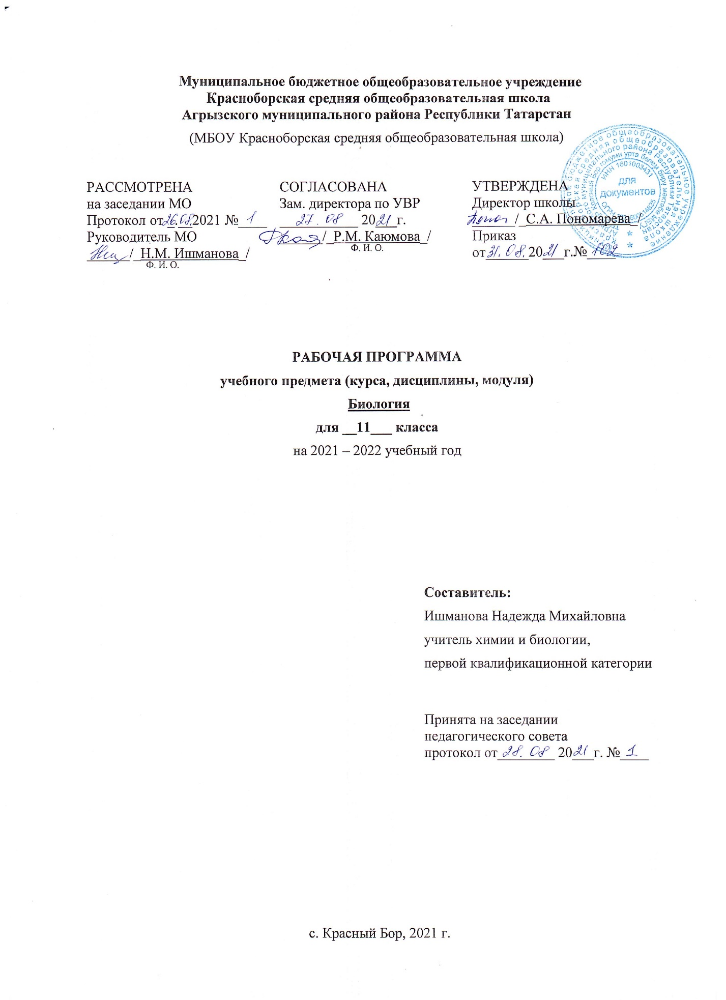 Муниципальное бюджетное общеобразовательное учреждение
Красноборская средняя общеобразовательная школа
Агрызского муниципального района Республики Татарстан
(МБОУ Красноборская средняя общеобразовательная школа)
РАССМОТРЕНА
на заседании МО
Протокол от 26.08.2021 № 1
Руководитель МО
/ Н.М. Ишманова /
Ф. И. О.
СОГЛАСОВАНА
Зам. директора по УВР
27. 08 2021 г.
/ Р.М. Каюмова /
Ф. И. О.
УТВЕРЖДЕНА
Директор школы
/ С.А. Пономарева /
Приказ
от 31. 08. 2021 г.№ 102
ИНН 1601003431
для
документов
РАБОЧАЯ ПРОГРАММА
учебного предмета (курса, дисциплины, модуля)
Биология
для __11___ класса
на 2021 – 2022 учебный год
Составитель:
Ишманова Надежда Михайловна
учитель химии и биологии,
первой квалификационной категории
Принята на заседании
педагогического совета
протокол от 28. 08 2021 г. № 1
с. Красный Бор, 2021 г.